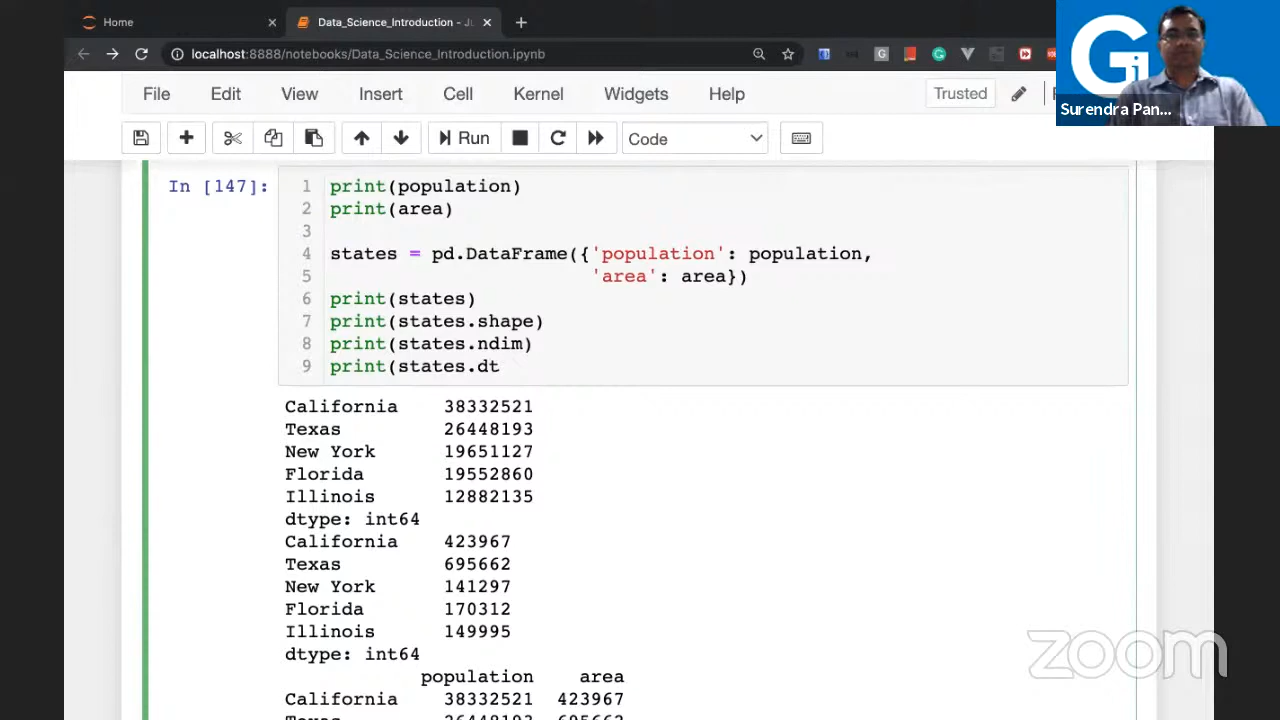 Home
Data_Science_Introduction - Ju
localhost:8888/notebooks/Data_Science_Introduction.ipynb
File Edit View Insert Cell Kernel Widgets Help
Trusted
Run
Code
Surendra Pan...
In [147]:
1 print(population)
2 print(area)
3
4 states = pd.DataFrame({'population': population,
5 'area': area})
6 print(states)
7 print(states.shape)
8 print(states.ndim)
9 print(states.dt
California 38332521
Texas 26448193
New York 19651127
Florida 19552860
Illinois 12882135
dtype: int64
California 423967
Texas 695662
New York 141297
Florida 170312
Illinois 149995
dtype: int64
population area
California 38332521 423967
Texas 26448193 695662
zoom